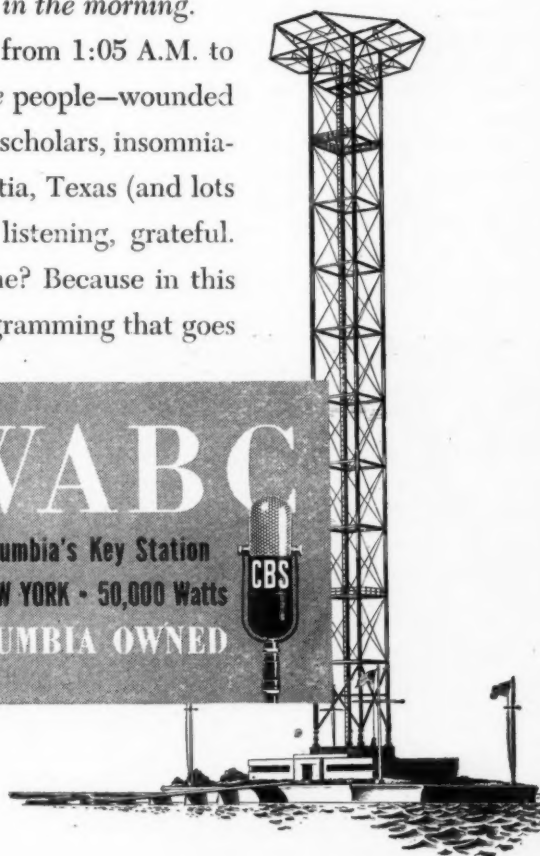 in the morning.
from 1:05 A.M. to
people—wounded
scholars, insomnia-
tia, Texas (and lots
listening, grateful.
ne? Because in this
gramming that goes
WABC
umbia's Key Station
W YORK • 50,000 Watts
UMBIA OWNED
CBS